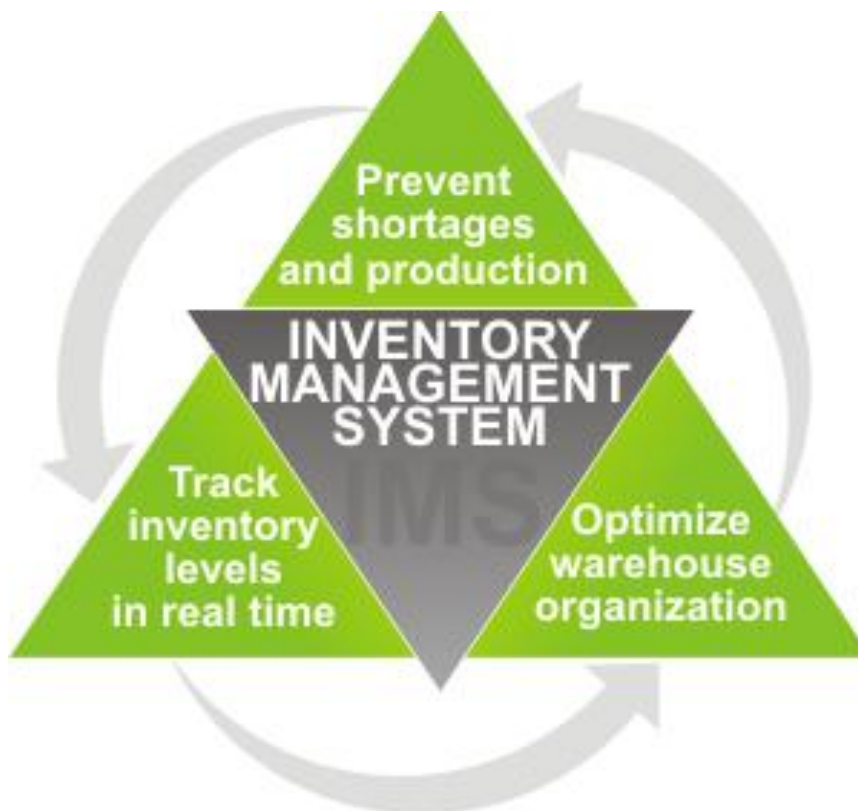 Prevent
shortages
and production
INVENTORY
MANAGEMENT
SYSTEM
IMS
Track
inventory
levels
in real time
Optimize
warehouse
organization